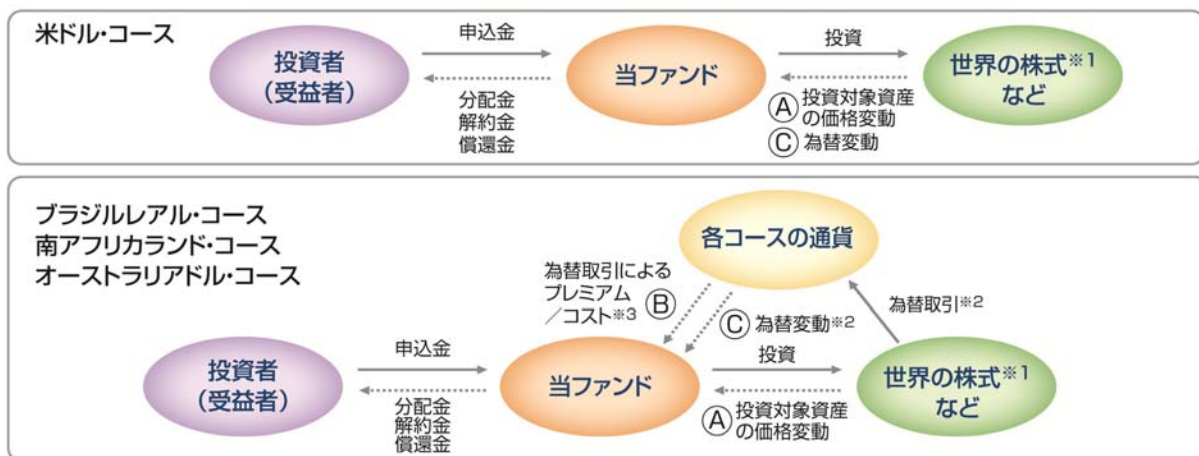 米ドル・コース
投資者
(受益者)
申込金
分配金
解約金
償還金
当ファンド
投資
Ⓐ 投資対象資産
の価格変動
Ⓒ 為替変動
世界の株式※1
など
ブラジルレアル・コース
南アフリカランド・コース
オーストラリアドル・コース
各コースの通貨
為替取引による
プレミアム
/コスト※3
Ⓑ
Ⓒ 為替変動※2
為替取引※2
投資者
(受益者)
申込金
分配金
解約金
償還金
当ファンド
投資
Ⓐ 投資対象資産
の価格変動
世界の株式※1
など